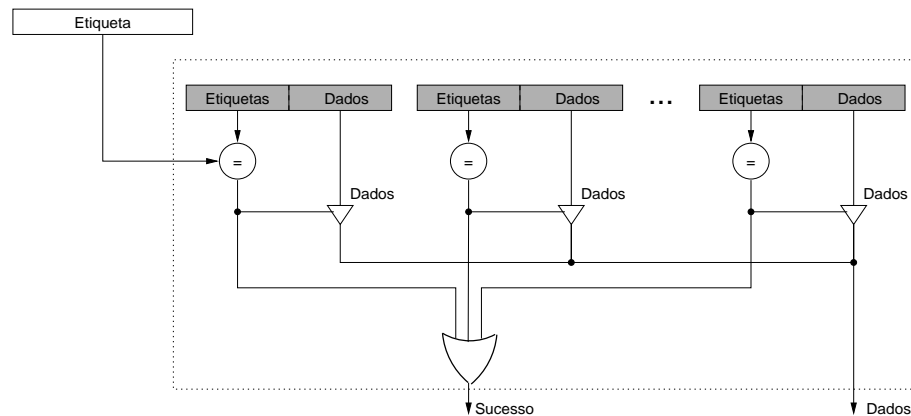 Etiqueta
Etiquetas Dados Etiquetas Dados ... Etiquetas Dados
= = =
Dados Dados Dados
Sucesso Dados